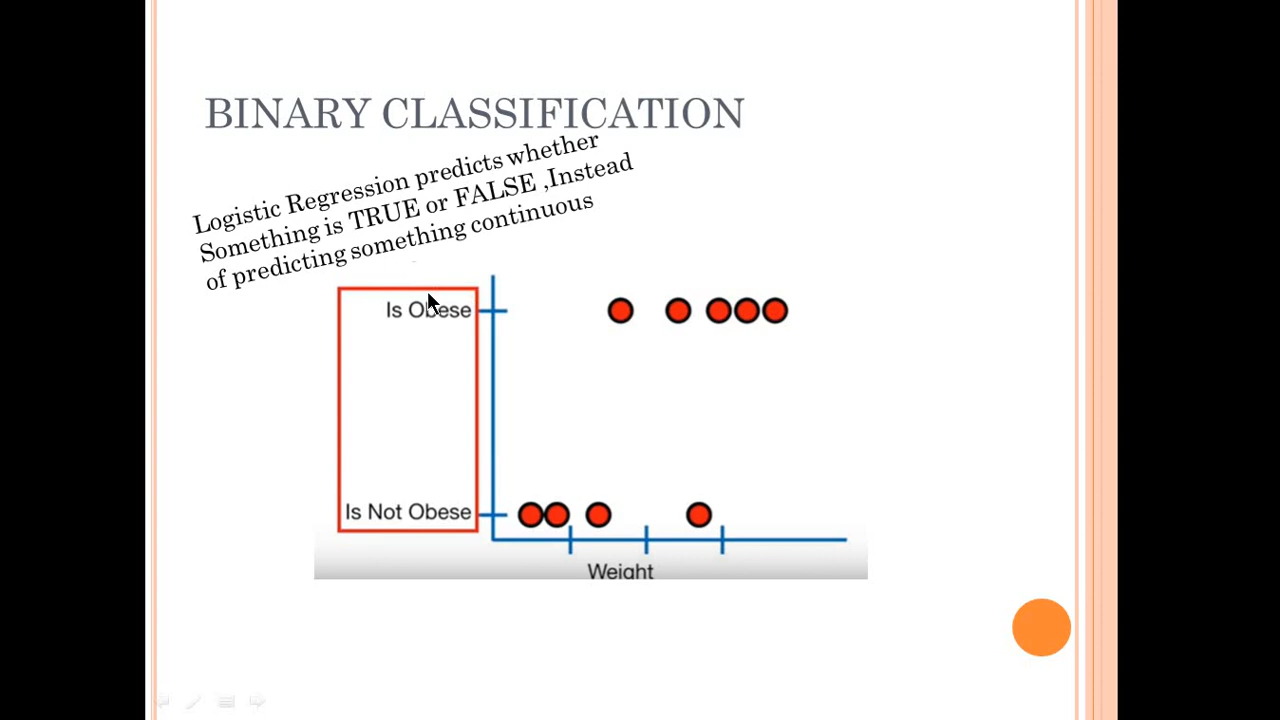 BINARY CLASSIFICATION
Logistic Regression predicts whether
Something is TRUE or FALSE ,Instead
of predicting something continuous
Is Obese
Is Not Obese
Weight